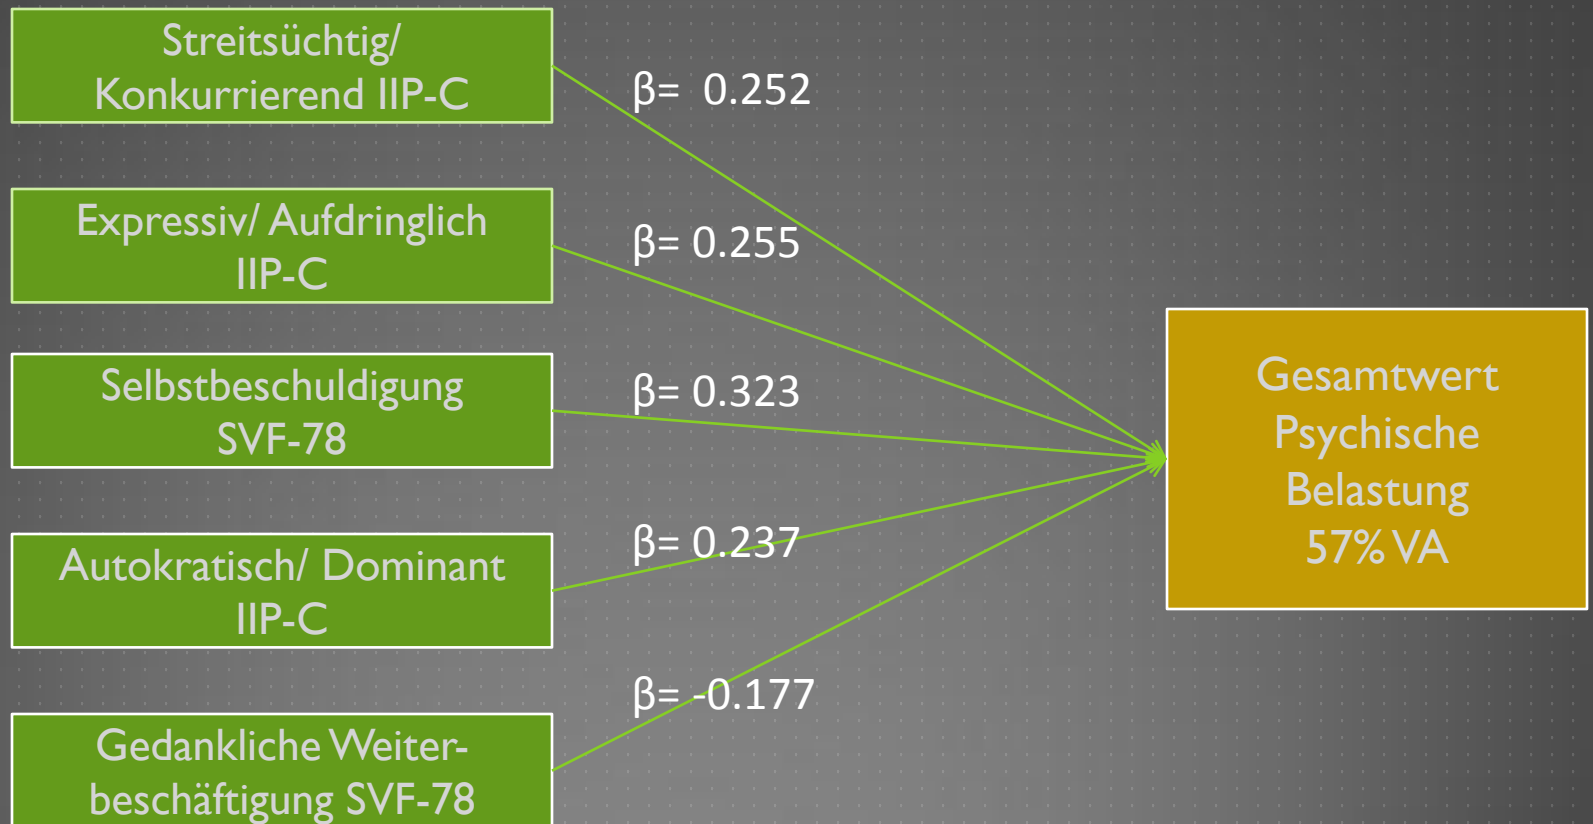 Streitsüchtig/
Konkurrierend IIP-C
β= 0.252
Expressiv/ Aufdringlich
IIP-C
β= 0.255
Selbstbeschuldigung
SVF-78
β= 0.323
Autokratisch/ Dominant
IIP-C
β= 0.237
Gedankliche Weiter-
beschäftigung SVF-78
β= -0.177
Gesamtwert
Psychische
Belastung
57% VA